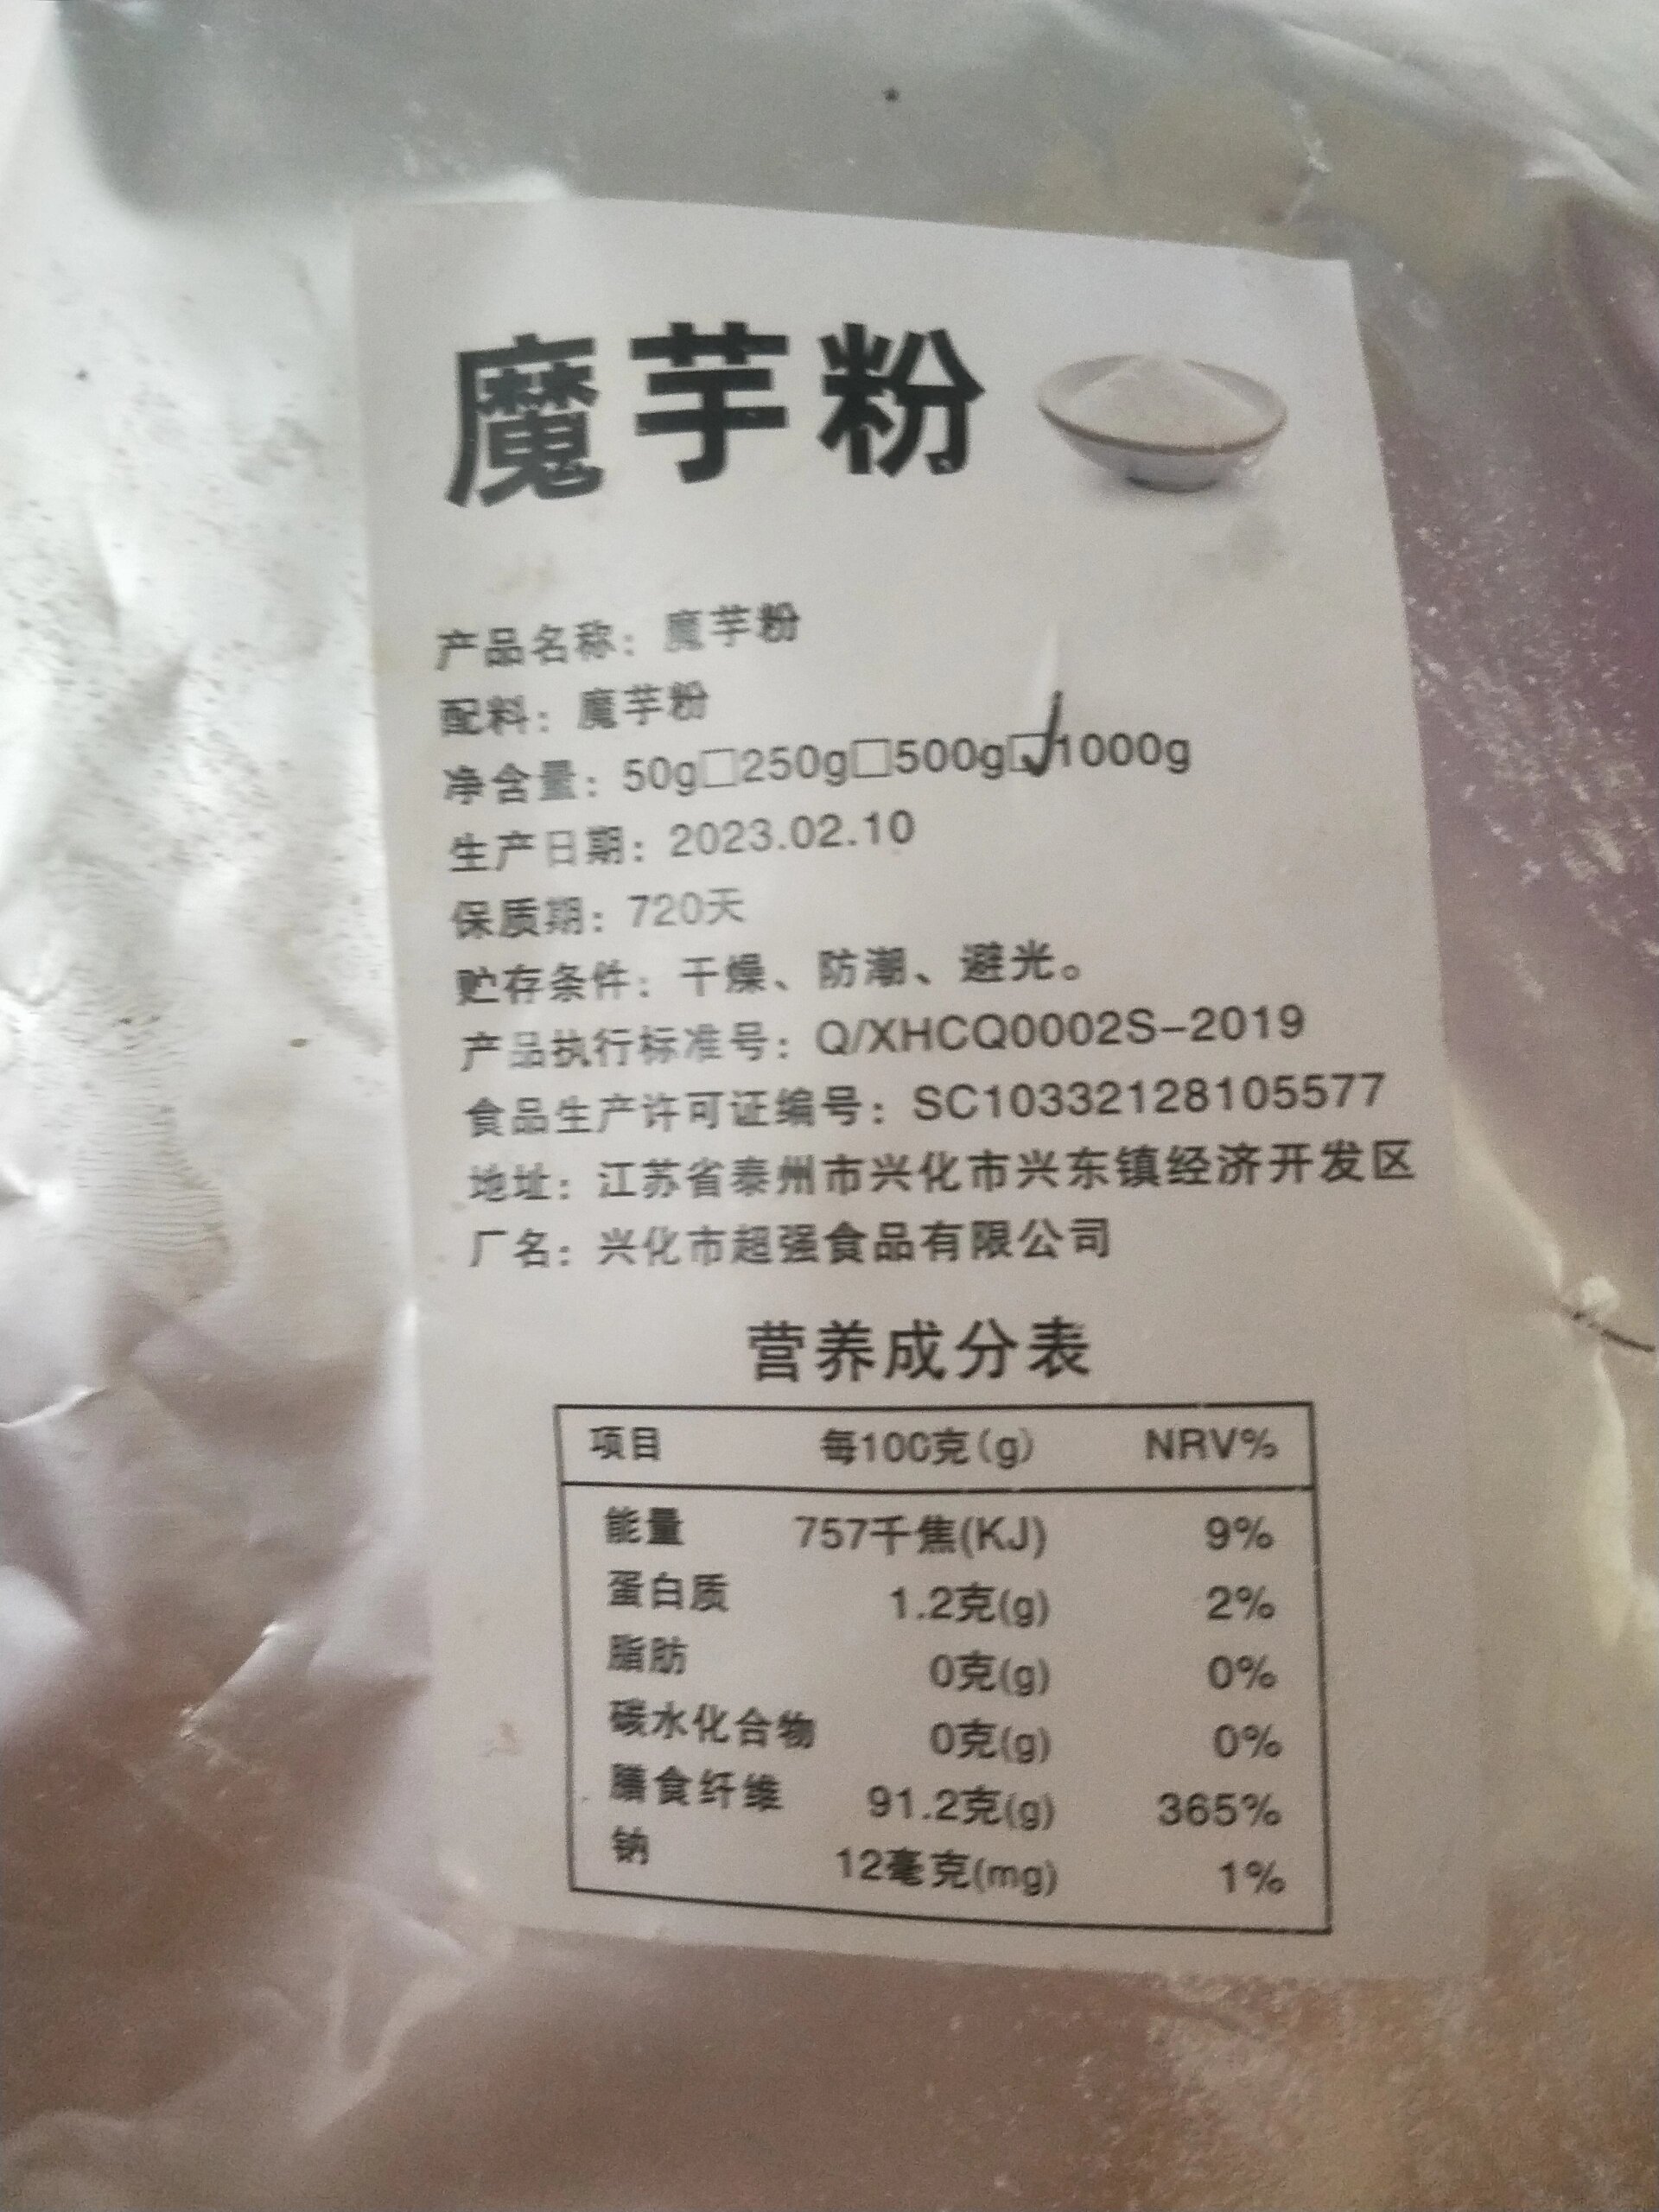 魔芋粉
产品名称：魔芋粉
配料：魔芋粉
净含量：50g□250g□500g☑1000g
生产日期：2023.02.10
保质期：720天
贮存条件：干燥、防潮、避光。
产品执行标准号：Q/XHCQ0002S-2019
食品生产许可证编号：SC10332128105577
地址：江苏省泰州市兴化市兴东镇经济开发区
厂名：兴化市超强食品有限公司
营养成分表
项目 每100克(g) NRV%
能量 757千焦(KJ) 9%
蛋白质 1.2克(g) 2%
脂肪 0克(g) 0%
碳水化合物 0克(g) 0%
膳食纤维 91.2克(g) 365%
钠 12毫克(mg) 1%